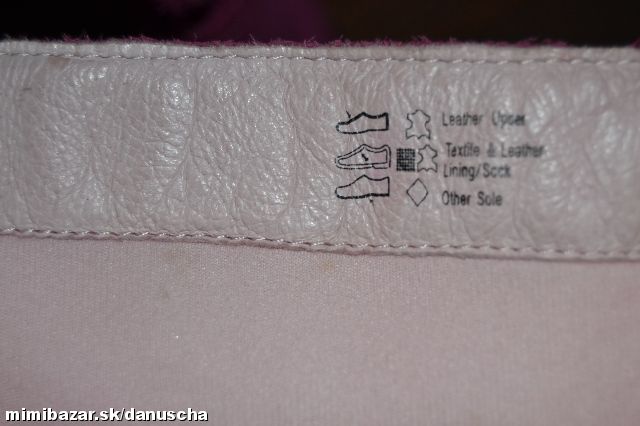 Leather Upper
Textile & Leather
Lining/Sock
Other Sole
mimibazar.sk/danuscha